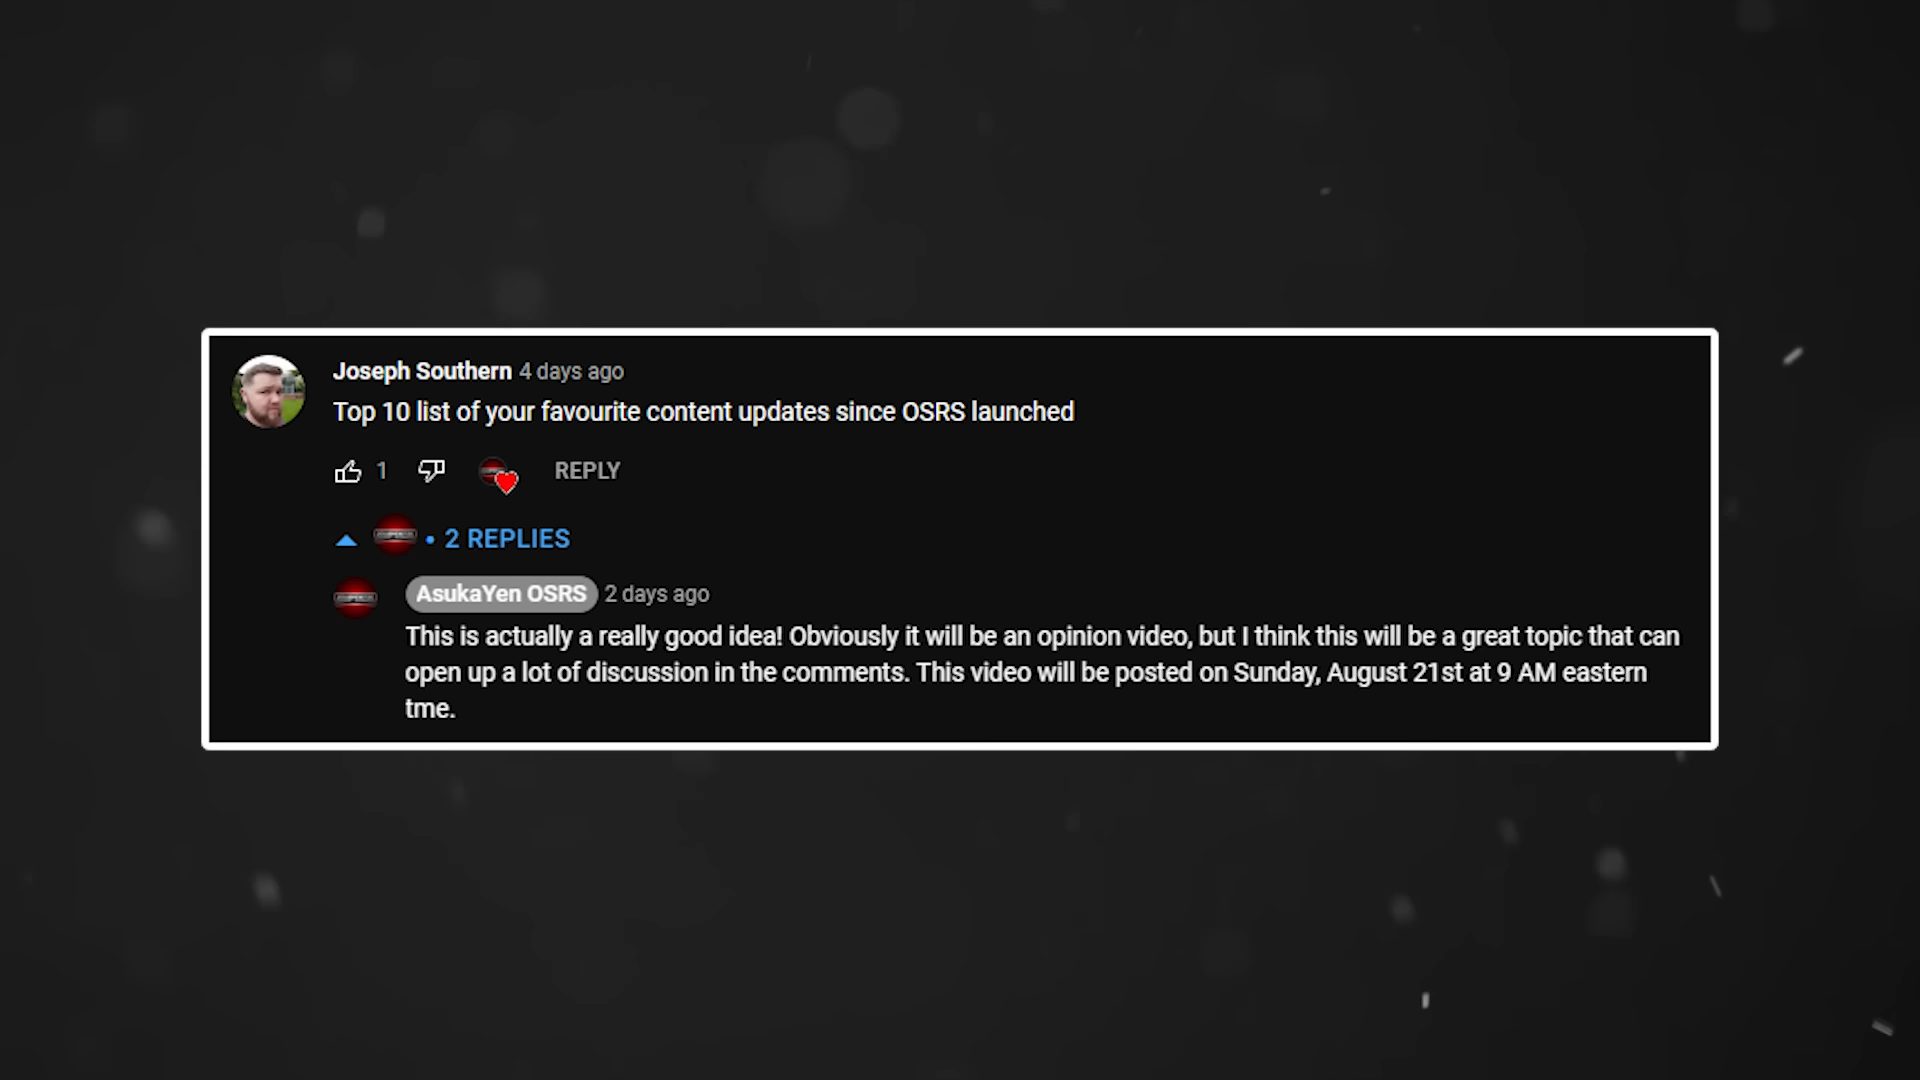 Joseph Southern 4 days ago
Top 10 list of your favourite content updates since OSRS launched
1 REPLY
• 2 REPLIES
AsukaYen OSRS 2 days ago
This is actually a really good idea! Obviously it will be an opinion video, but I think this will be a great topic that can
open up a lot of discussion in the comments. This video will be posted on Sunday, August 21st at 9 AM eastern
tme.